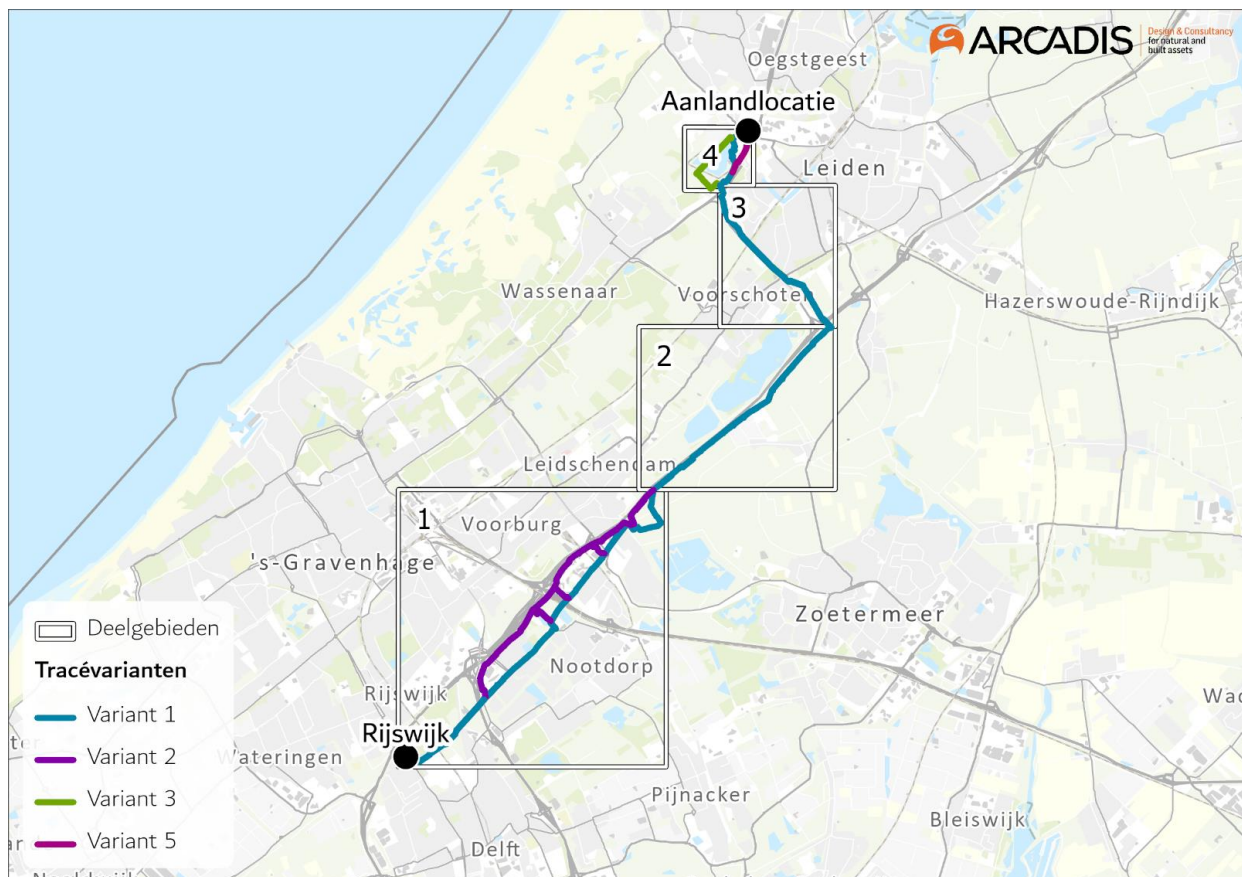 ARCADIS
Design & Consultancy
for natural and
built assets
Oegstgeest
Aanlandlocatie
4
Leiden
3
Wassenaar
Voorschoten
Hazerswoude-Rijndijk
2
Leidschendam
1
Voorburg
's-Gravenhage
Zoetermeer
Nootdorp
Rijswijk
Rijswijk
Wateringen
Pijnacker
Bleiswijk
Delft
Deelgebieden
Tracévarianten
Variant 1
Variant 2
Variant 3
Variant 5